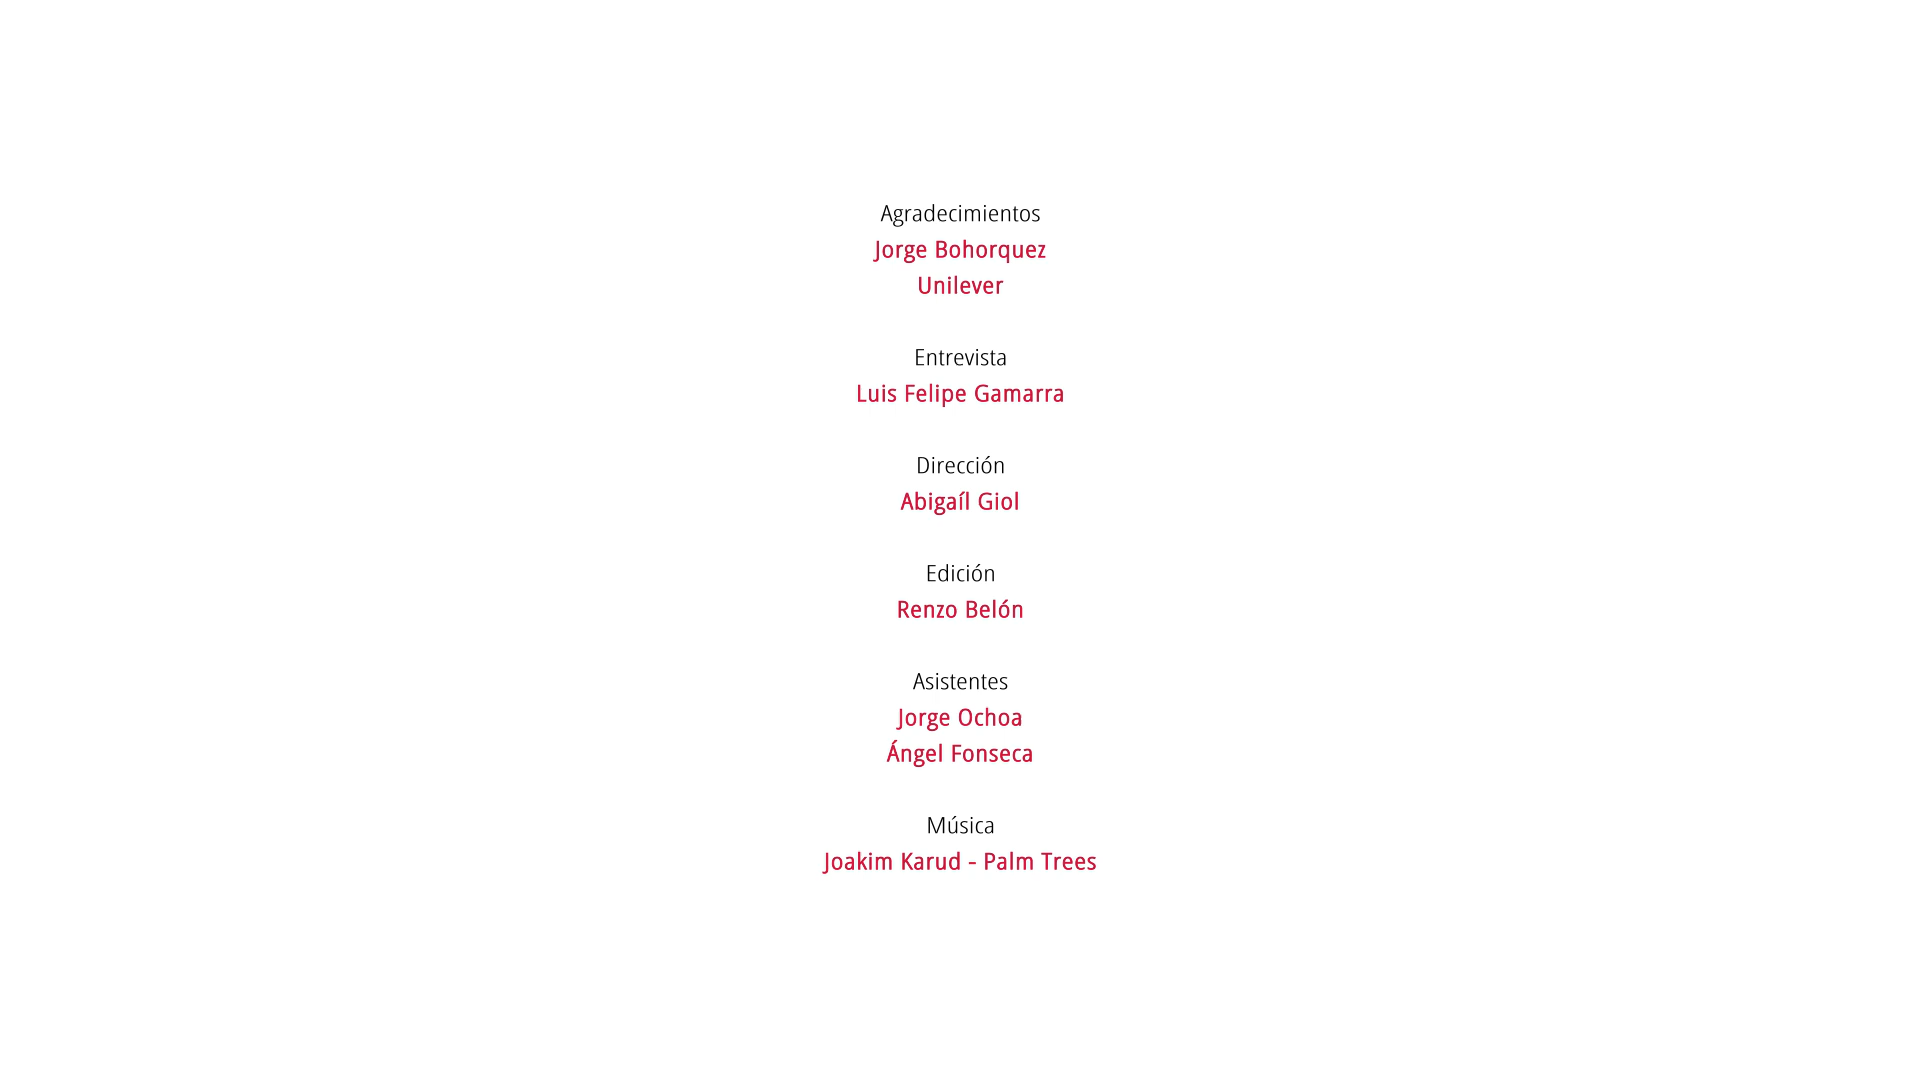 Agradecimientos
Jorge Bohorquez
Unilever
Entrevista
Luis Felipe Gamarra
Dirección
Abigaíl Giol
Edición
Renzo Belón
Asistentes
Jorge Ochoa
Ángel Fonseca
Música
Joakim Karud - Palm Trees